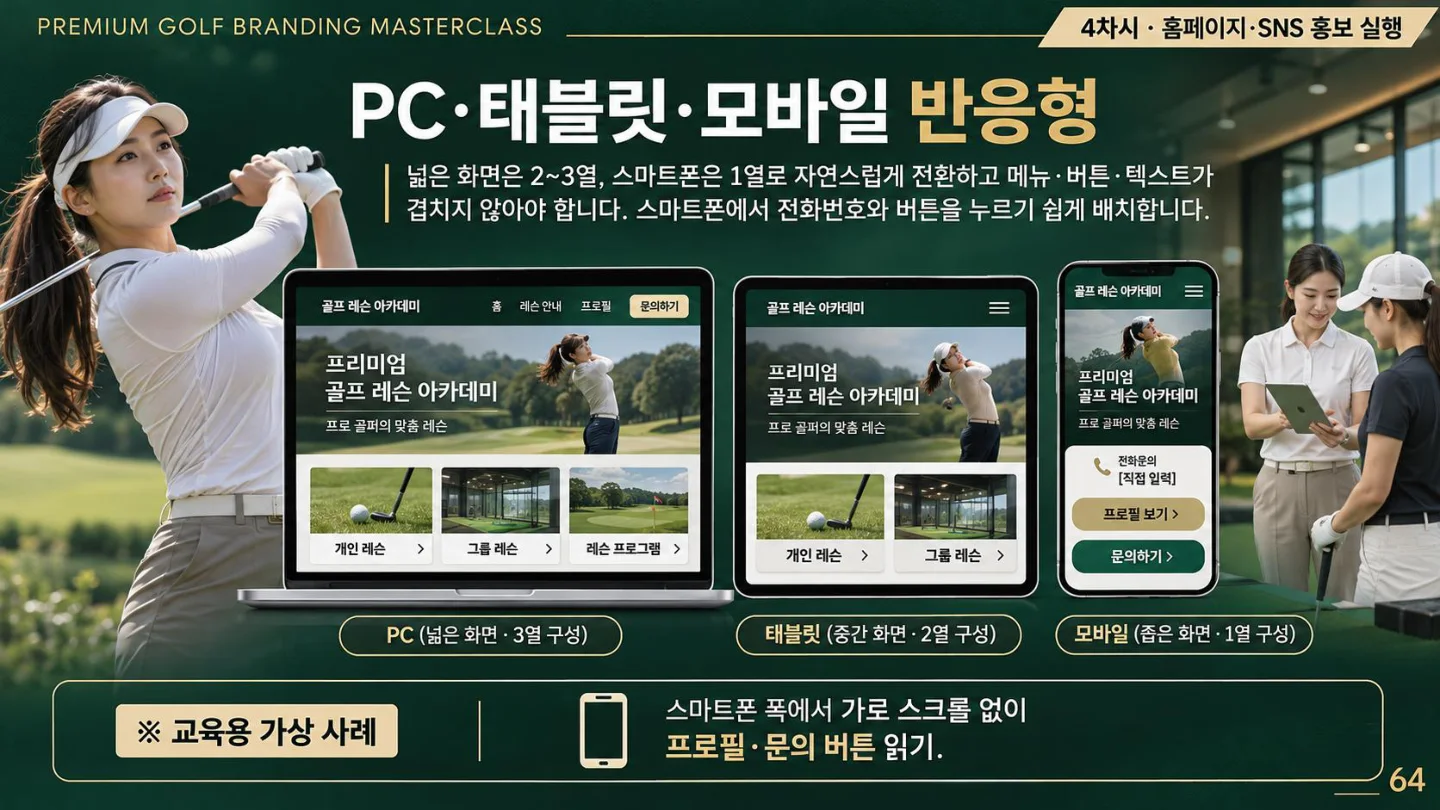 PREMIUM GOLF BRANDING MASTERCLASS
4차시 · 홈페이지·SNS 홍보 실행
PC·태블릿·모바일 반응형
넓은 화면은 2~3열, 스마트폰은 1열로 자연스럽게 전환하고 메뉴·버튼·텍스트가
겹치지 않아야 합니다. 스마트폰에서 전화번호와 버튼을 누르기 쉽게 배치합니다.
골프 레슨 아카데미
홈 레슨 안내 프로필 문의하기
프리미엄
골프 레슨 아카데미
프로 골퍼의 맞춤 레슨
개인 레슨 >
그룹 레슨 >
레슨 프로그램 >
골프 레슨 아카데미
프리미엄
골프 레슨 아카데미
프로 골퍼의 맞춤 레슨
개인 레슨 >
그룹 레슨 >
골프 레슨 아카데미
프리미엄
골프 레슨 아카데미
프로 골퍼의 맞춤 레슨
전화문의
[직접 입력]
프로필 보기 >
문의하기 >
PC (넓은 화면 · 3열 구성)
태블릿 (중간 화면 · 2열 구성)
모바일 (좁은 화면 · 1열 구성)
※ 교육용 가상 사례
스마트폰 폭에서 가로 스크롤 없이
프로필·문의 버튼 읽기.
64